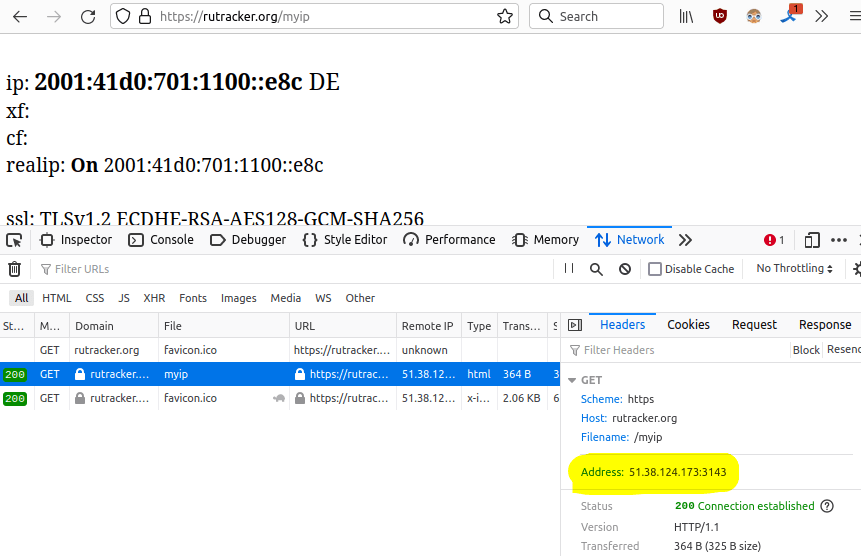 https://rutracker.org/myip
Search
1
ip: 2001:41d0:701:1100::e8c DE
xf:
cf:
realip: On 2001:41d0:701:1100::e8c
ssl: TLSv1.2 ECDHE-RSA-AES128-GCM-SHA256
Inspector Console Debugger Style Editor Performance Memory Network 1
Filter URLs Disable Cache No Throttling
All HTML CSS JS XHR Fonts Images Media WS Other
St... M... Domain File URL Remote IP Type Trans... S
GET rutracker.org favicon.ico https://rutracker.... unknown
200 GET rutracker.... myip https://rutrac... 51.38.12... html 364 B 3
200 GET rutracker.... favicon.ico https://rutrac... 51.38.12... x-i... 2.06 KB 6
Headers Cookies Request Response
Filter Headers Block Resend
GET
Scheme: https
Host: rutracker.org
Filename: /myip
Address: 51.38.124.173:3143
Status 200 Connection established
Version HTTP/1.1
Transferred 364 B (325 B size)